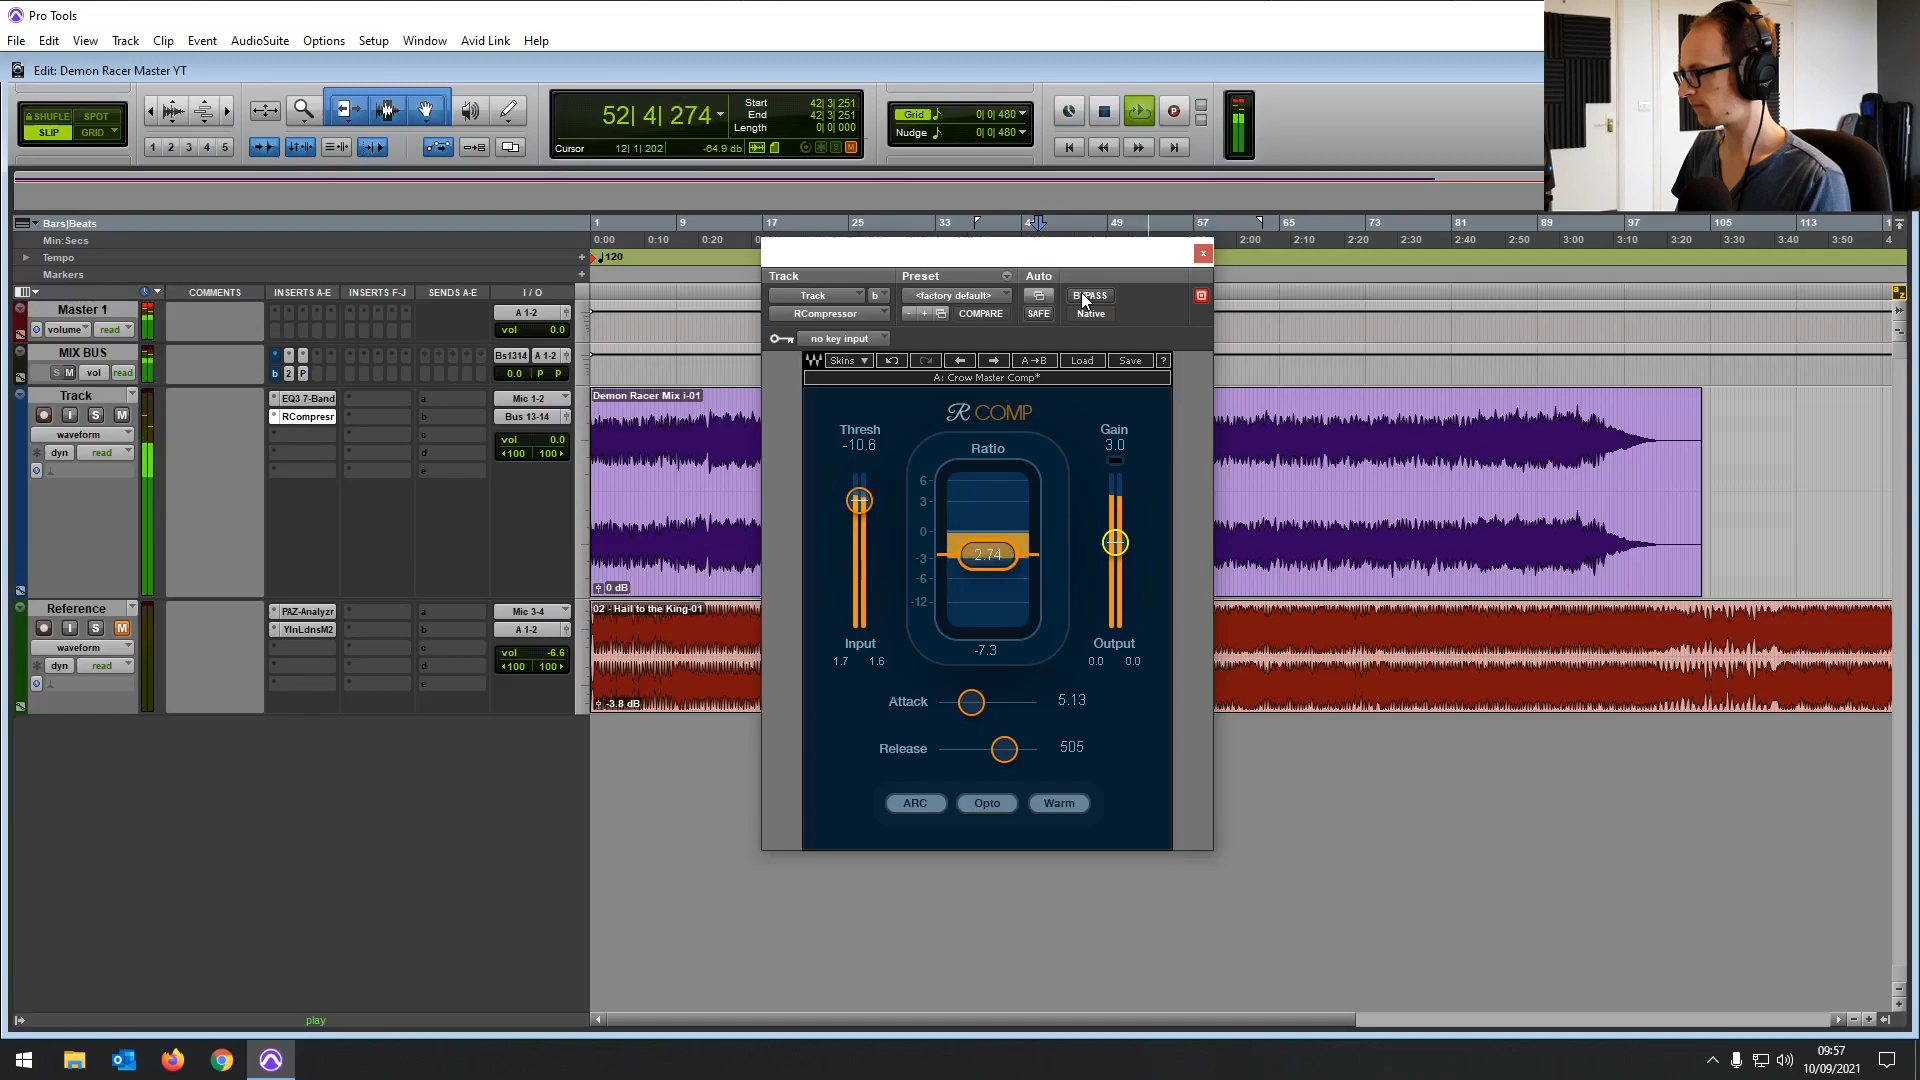 Pro Tools
File Edit View Track Clip Event AudioSuite Options Setup Window Avid Link Help
Edit: Demon Racer Master YT
SHUFFLE SPOT
SLIP GRID
1 2 3 4 5
52| 4| 274
Start 42| 3| 251
End 42| 3| 251
Length 0| 0| 000
Cursor 12| 1| 202 -64.9 db
Grid 0| 0| 480
Nudge 0| 0| 480
Bars|Beats
1 9 17 25 33 49 57 65 73 81 89 97 105 113
Min:Secs
0:00 0:10 0:20 2:00 2:10 2:20 2:30 2:40 2:50 3:00 3:10 3:20 3:30 3:40 3:50 4
Tempo
120
Markers
COMMENTS INSERTS A-E INSERTS F-J SENDS A-E I / O
Master 1
volume read
A 1-2
vol 0.0
MIX BUS
S M vol read
b 2 P
Bs1314 A 1-2
0.0 P P
Track
I S M
waveform
dyn read
EQ3 7-Band
RCompresr
a
b
c
d
e
Mic 1-2
Bus 13-14
vol 0.0
100 100
Demon Racer Mix i-01
0 dB
Reference
I S M
waveform
dyn read
PAZ-Analyzr
YlnLdnsM2
a
b
c
d
e
Mic 3-4
A 1-2
vol -6.6
100 100
02 - Hail to the King-01
-3.8 dB
play
Track Preset Auto
Track b <factory default> BYPASS
RCompressor - + COMPARE SAFE Native
no key input
Skins A→B Load Save ?
A: Crow Master Comp*
R COMP
Thresh
-10.6
Ratio
6
3
0
-3
-6
-12
2.74
-7.3
Gain
3.0
Input
1.7 1.6
Output
0.0 0.0
Attack 5.13
Release 505
ARC Opto Warm
09:57
10/09/2021